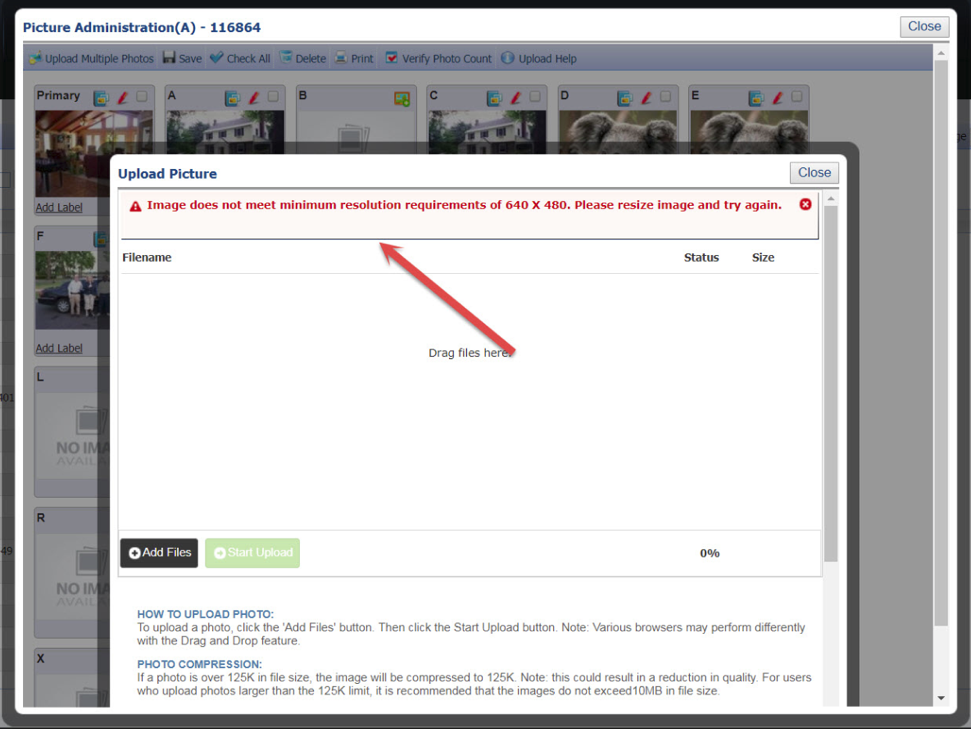 Picture Administration(A) - 116864
Close
Upload Multiple Photos Save Check All Delete Print Verify Photo Count Upload Help
Primary A B C D E
Add Label
F
Add Label
L
NO IMA
AVAILA
R
NO IMA
AVAILA
X
Upload Picture
Close
Image does not meet minimum resolution requirements of 640 X 480. Please resize image and try again.
Filename Status Size
Drag files here.
Add Files Start Upload 0%
HOW TO UPLOAD PHOTO:
To upload a photo, click the 'Add Files' button. Then click the Start Upload button. Note: Various browsers may perform differently
with the Drag and Drop feature.
PHOTO COMPRESSION:
If a photo is over 125K in file size, the image will be compressed to 125K. Note: this could result in a reduction in quality. For users
who upload photos larger than the 125K limit, it is recommended that the images do not exceed10MB in file size.